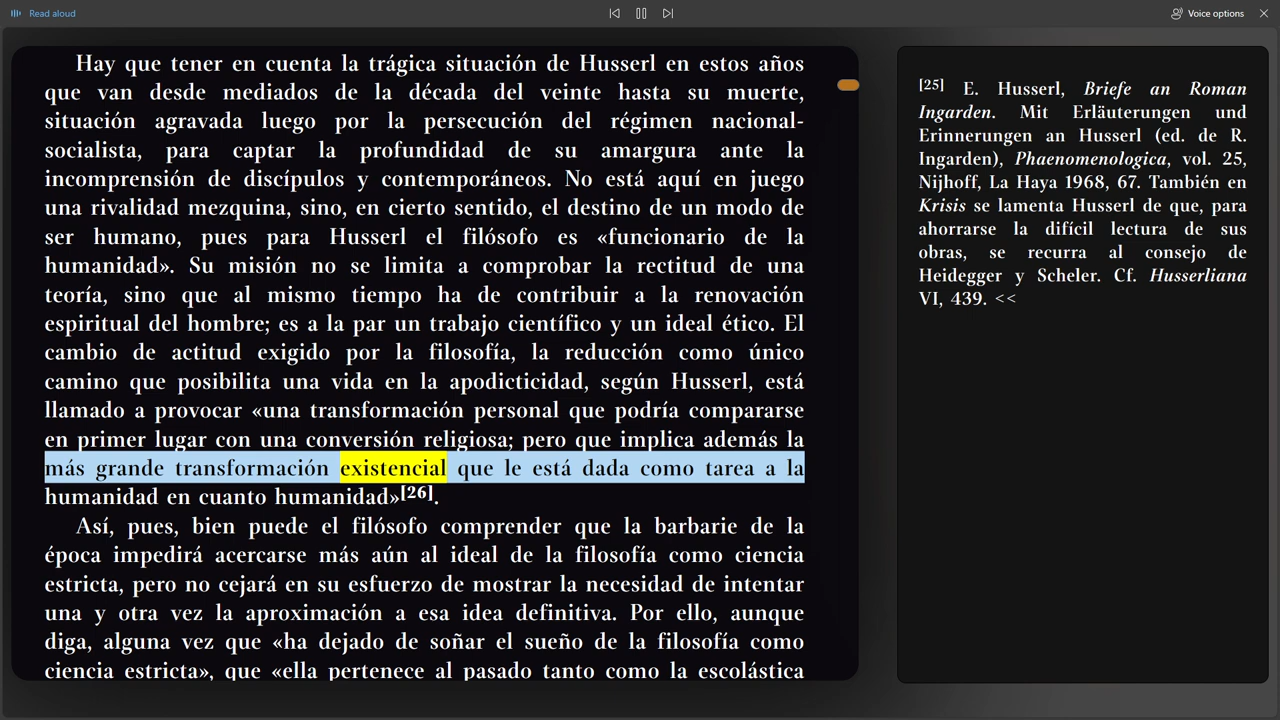 Read aloud
Voice options
Hay que tener en cuenta la trágica situación de Husserl en estos años
que van desde mediados de la década del veinte hasta su muerte,
situación agravada luego por la persecución del régimen nacional-
socialista, para captar la profundidad de su amargura ante la
incomprensión de discípulos y contemporáneos. No está aquí en juego
una rivalidad mezquina, sino, en cierto sentido, el destino de un modo de
ser humano, pues para Husserl el filósofo es «funcionario de la
humanidad». Su misión no se limita a comprobar la rectitud de una
teoría, sino que al mismo tiempo ha de contribuir a la renovación
espiritual del hombre; es a la par un trabajo científico y un ideal ético. El
cambio de actitud exigido por la filosofía, la reducción como único
camino que posibilita una vida en la apodicticidad, según Husserl, está
llamado a provocar «una transformación personal que podría compararse
en primer lugar con una conversión religiosa; pero que implica además la
más grande transformación existencial que le está dada como tarea a la
humanidad en cuanto humanidad»[26].
Así, pues, bien puede el filósofo comprender que la barbarie de la
época impedirá acercarse más aún al ideal de la filosofía como ciencia
estricta, pero no cejará en su esfuerzo de mostrar la necesidad de intentar
una y otra vez la aproximación a esa idea definitiva. Por ello, aunque
diga, alguna vez que «ha dejado de soñar el sueño de la filosofía como
ciencia estricta», que «ella pertenece al pasado tanto como la escolástica
[25] E. Husserl, Briefe an Roman
Ingarden. Mit Erläuterungen und
Erinnerungen an Husserl (ed. de R.
Ingarden), Phaenomenologica, vol. 25,
Nijhoff, La Haya 1968, 67. También en
Krisis se lamenta Husserl de que, para
ahorrarse la difícil lectura de sus
obras, se recurra al consejo de
Heidegger y Scheler. Cf. Husserliana
VI, 439. <<